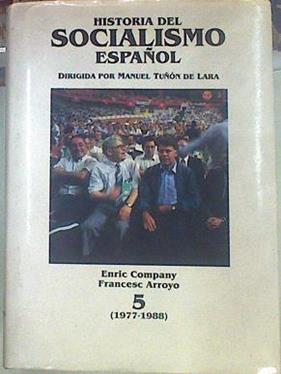 HISTORIA DEL
SOCIALISMO
ESPAÑOL
DIRIGIDA POR MANUEL TUÑÓN DE LARA
Enric Company
Francesc Arroyo
5
(1977-1988)